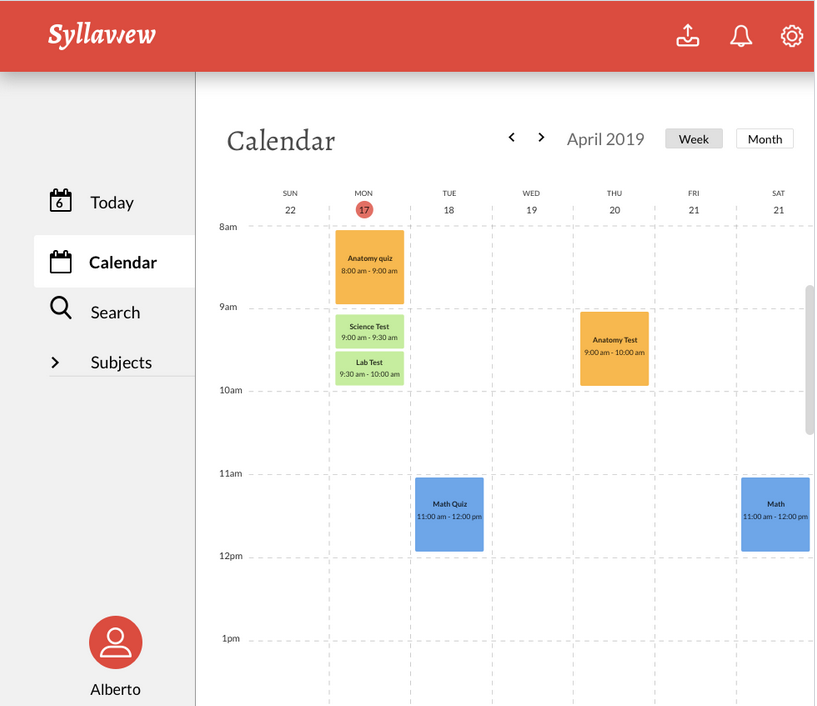 Syllawew
Calendar
April 2019
Week
Month
6
Today
Calendar
Search
Subjects
SUN
MON
TUE
WED
THU
FRI
SAT
22
17
18
19
20
21
21
8am
Anatomy quiz
8:00 am - 9:00 am
9am
Science Test
9:00 am - 9:30 am
Anatomy Test
9:00 am - 10:00 am
Lab Test
9:30 am - 10:00 am
10am
11am
Math Quiz
11:00 am - 12:00 pm
Math
11:00 am - 12:00 pm
12pm
1pm
Alberto